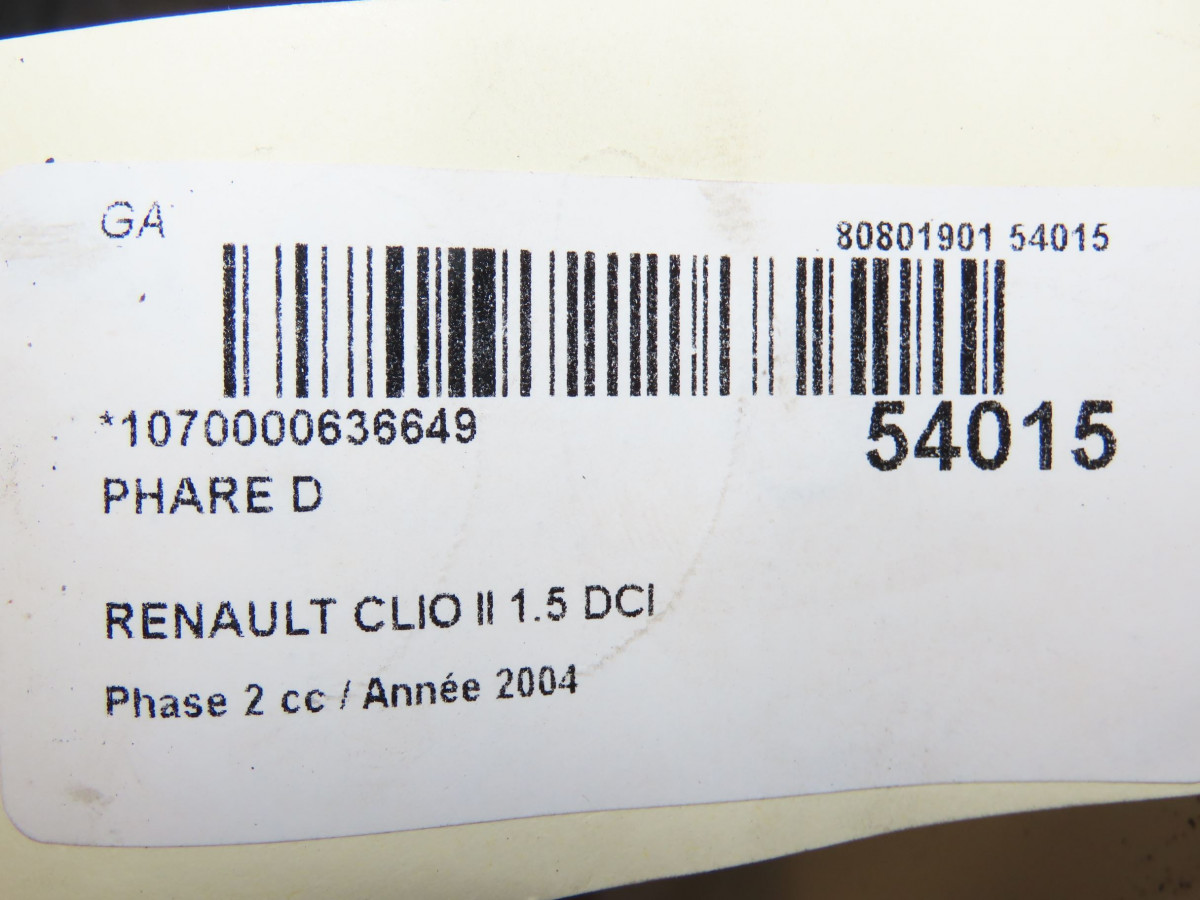 GA
80801901 54015
*1070000636649
54015
PHARE D
RENAULT CLIO II 1.5 DCI
Phase 2 cc / Année 2004